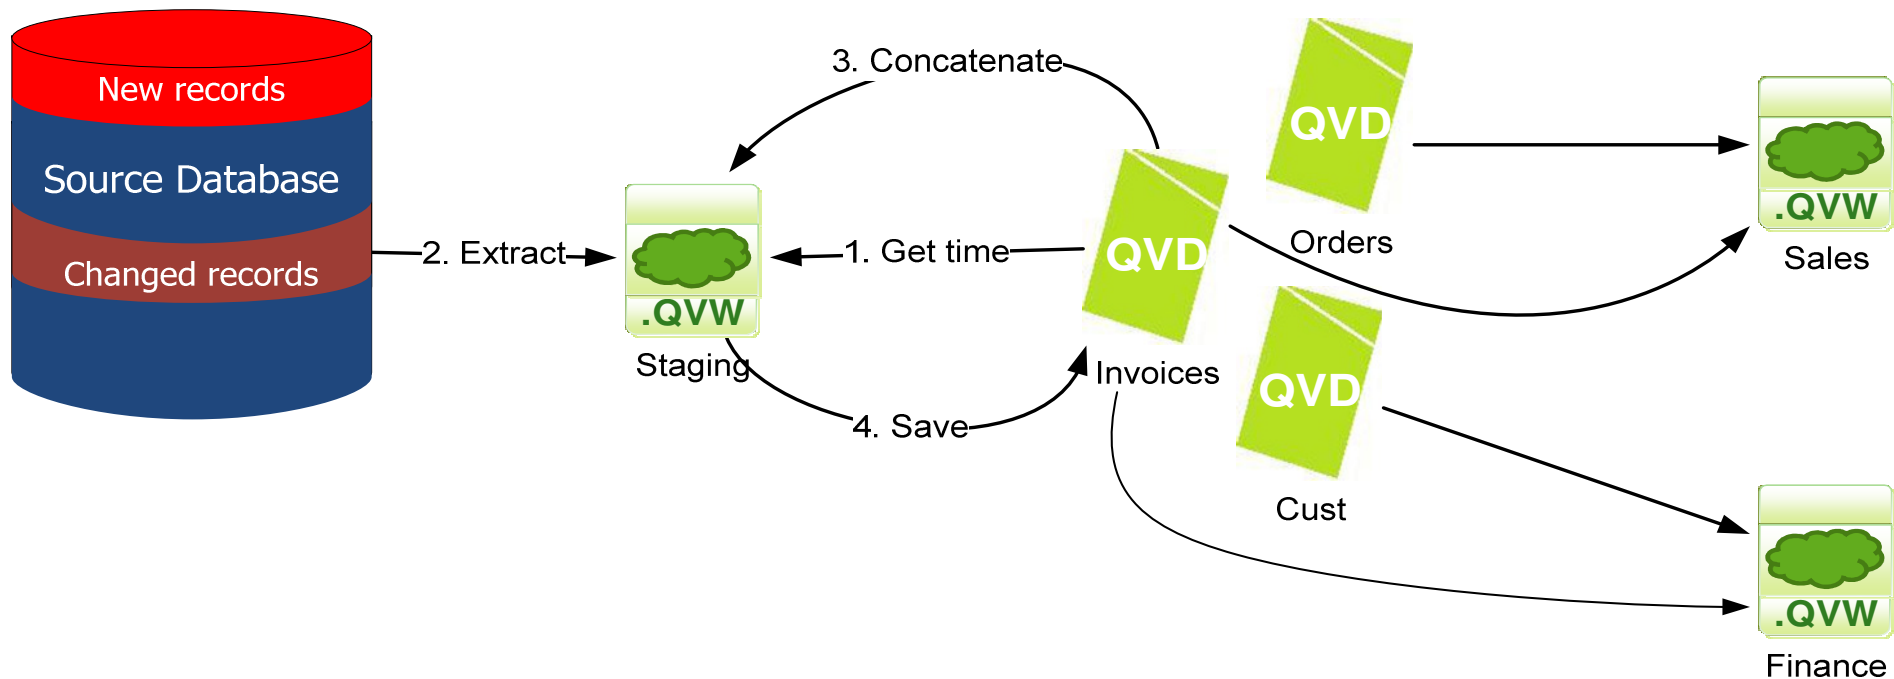 New records
Source Database
Changed records
2. Extract
3. Concatenate
1. Get time
4. Save
.QVW
Staging
QVD
Invoices
QVD
Orders
QVD
Cust
.QVW
Sales
.QVW
Finance